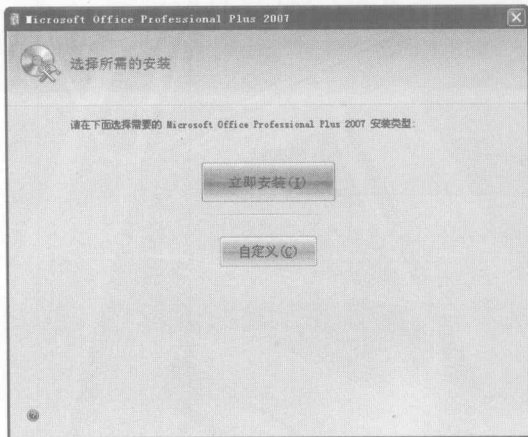 Microsoft Office Professional Plus 2007
选择所需的安装
请在下面选择需要的 Microsoft Office Professional Plus 2007 安装类型:
立即安装(I)
自定义(C)